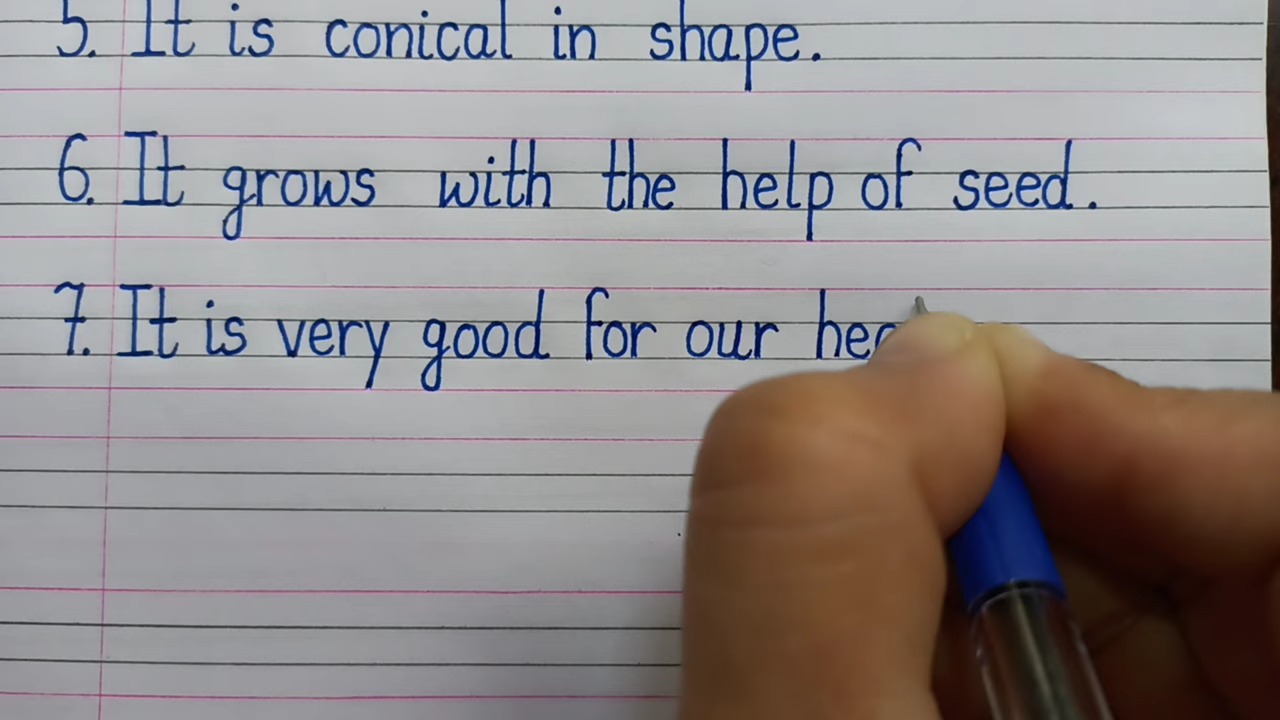 5. It is conical in shape.
6. It grows with the help of seed.
7. It is very good for our hea